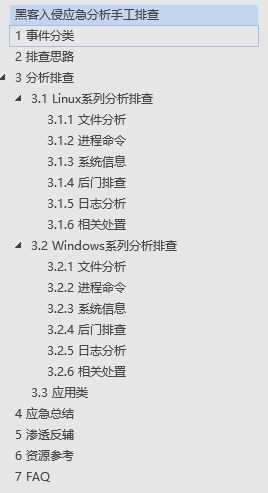 黑客入侵应急分析手工排查
1 事件分类
2 排查思路
3 分析排查
3.1 Linux系列分析排查
3.1.1 文件分析
3.1.2 进程命令
3.1.3 系统信息
3.1.4 后门排查
3.1.5 日志分析
3.1.6 相关处置
3.2 Windows系列分析排查
3.2.1 文件分析
3.2.2 进程命令
3.2.3 系统信息
3.2.4 后门排查
3.2.5 日志分析
3.2.6 相关处置
3.3 应用类
4 应急总结
5 渗透反辅
6 资源参考
7 FAQ